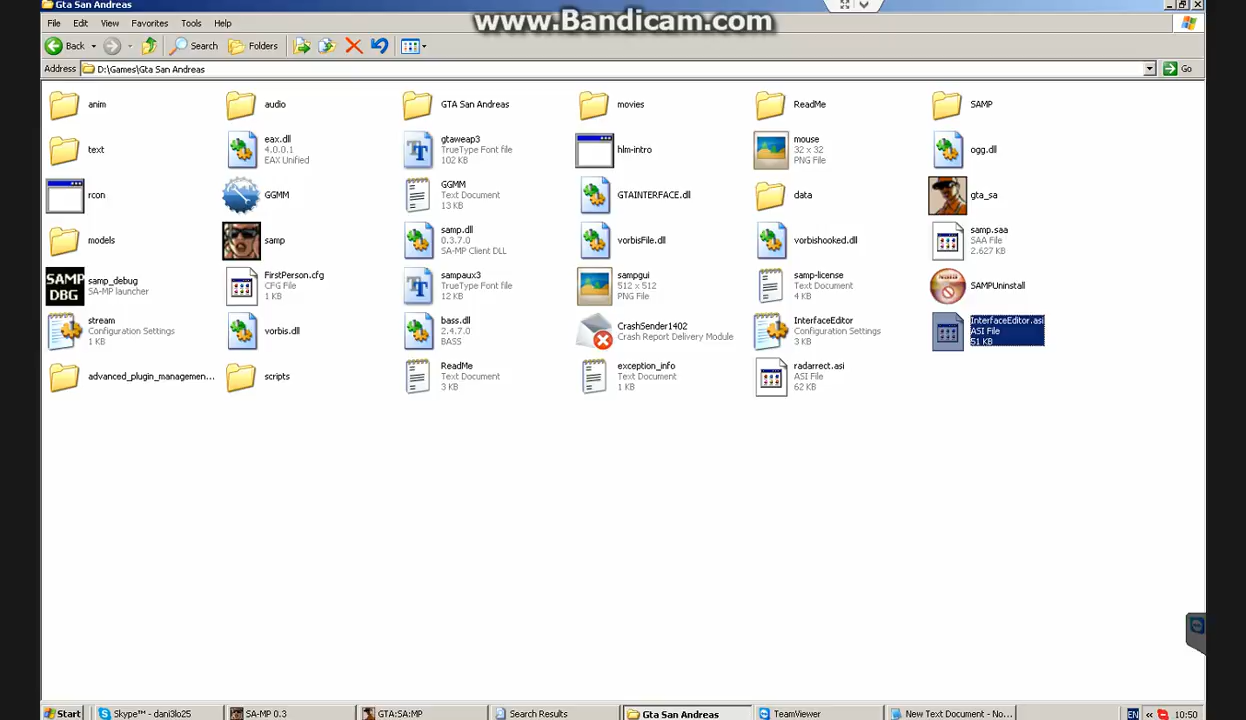 Gta San Andreas
www.Bandicam.com
File Edit View Favorites Tools Help
Back Search Folders
Address D:\Games\Gta San Andreas Go
anim
audio
GTA San Andreas
movies
ReadMe
SAMP
text
eax.dll
4.0.0.1
EAX Unified
gtaweap3
TrueType Font file
102 KB
hlm-intro
mouse
32 x 32
PNG File
ogg.dll
rcon
GGMM
GGMM
Text Document
13 KB
GTAINTERFACE.dll
data
gta_sa
models
samp
samp.dll
0.3.7.0
SA-MP Client DLL
vorbisFile.dll
vorbishooked.dll
samp.saa
SAA File
2.627 KB
SAMP
DBG
samp_debug
SA-MP launcher
FirstPerson.cfg
CFG File
1 KB
sampaux3
TrueType Font file
12 KB
sampgui
512 x 512
PNG File
samp-license
Text Document
4 KB
SAMPUninstall
stream
Configuration Settings
1 KB
vorbis.dll
bass.dll
2.4.7.0
BASS
CrashSender1402
Crash Report Delivery Module
InterfaceEditor
Configuration Settings
3 KB
InterfaceEditor.asi
ASI File
51 KB
advanced_plugin_managemen...
scripts
ReadMe
Text Document
3 KB
exception_info
Text Document
1 KB
radarrect.asi
ASI File
62 KB
Start Skype™ - dani3lo25 SA-MP 0.3 GTA:SA:MP Search Results Gta San Andreas TeamViewer New Text Document - No... EN « 10:50